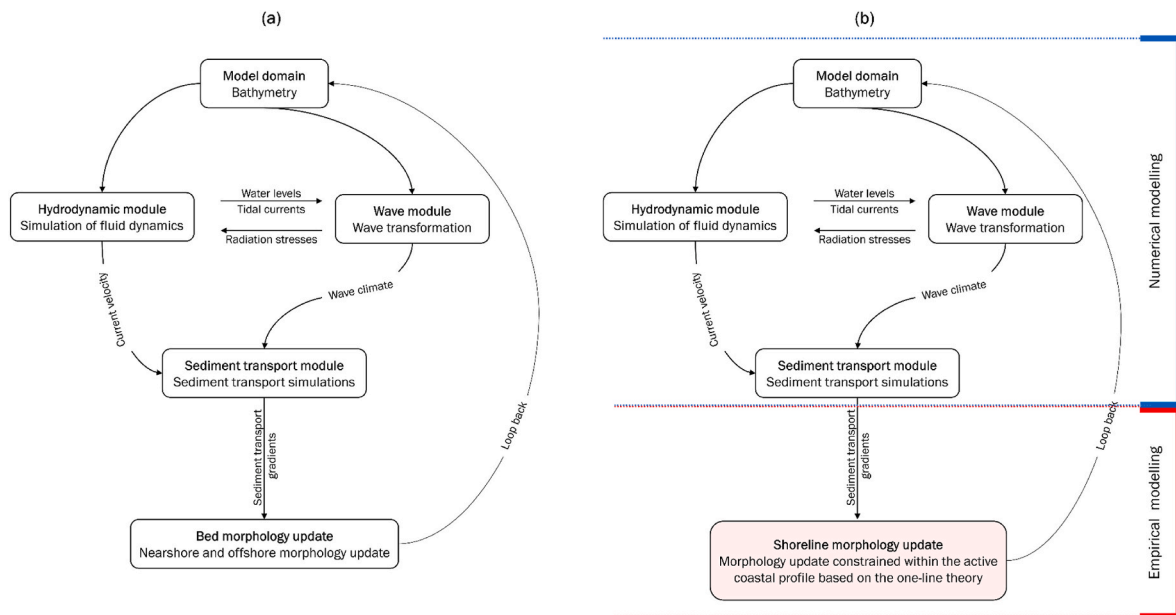 (a)
Model domain
Bathymetry
Hydrodynamic module
Simulation of fluid dynamics
Water levels
Tidal currents
Radiation stresses
Wave module
Wave transformation
Current velocity
Wave climate
Sediment transport module
Sediment transport simulations
Sediment transport
gradients
Loop back
Bed morphology update
Nearshore and offshore morphology update
(b)
Model domain
Bathymetry
Hydrodynamic module
Simulation of fluid dynamics
Water levels
Tidal currents
Radiation stresses
Wave module
Wave transformation
Current velocity
Wave climate
Sediment transport module
Sediment transport simulations
Sediment transport
gradients
Loop back
Shoreline morphology update
Morphology update constrained within the active
coastal profile based on the one-line theory
Numerical modelling
Empirical modelling